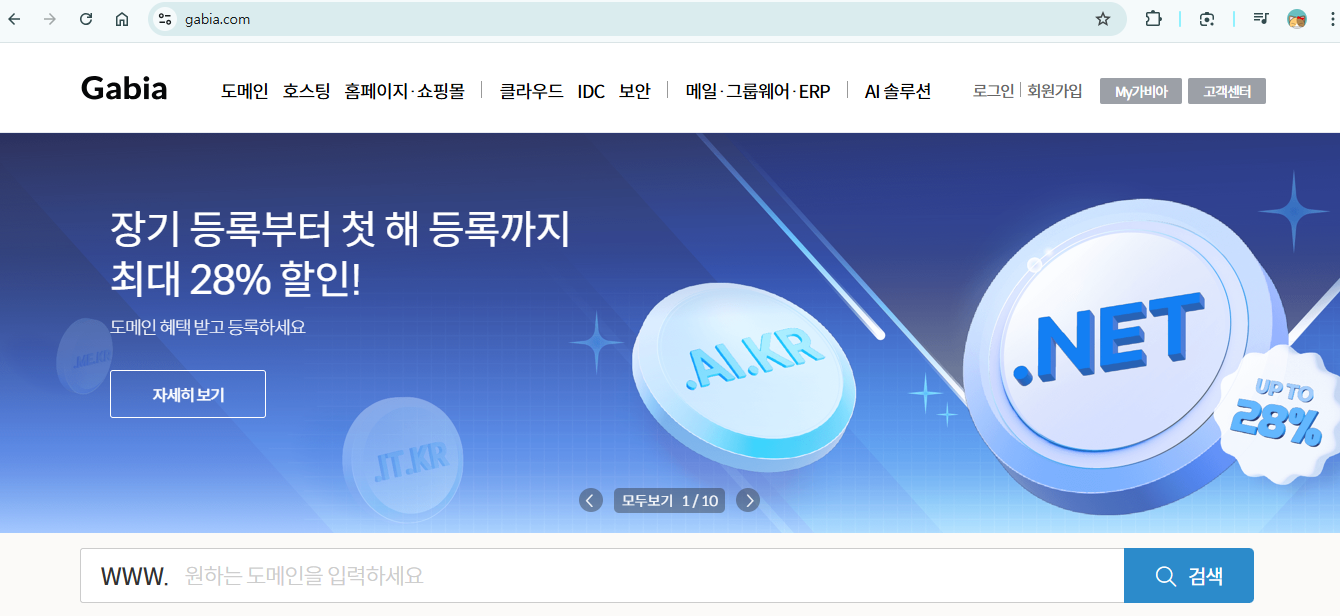 gabia.com
Gabia
도메인 호스팅 홈페이지·쇼핑몰 클라우드 IDC 보안 메일·그룹웨어·ERP AI 솔루션
로그인 회원가입 My가비아 고객센터
장기 등록부터 첫 해 등록까지
최대 28% 할인!
도메인 혜택 받고 등록하세요
자세히 보기
.IT.KR
.AI.KR
.NET
UP TO
28%
모두보기 1 / 10
www. 원하는 도메인을 입력하세요
검색